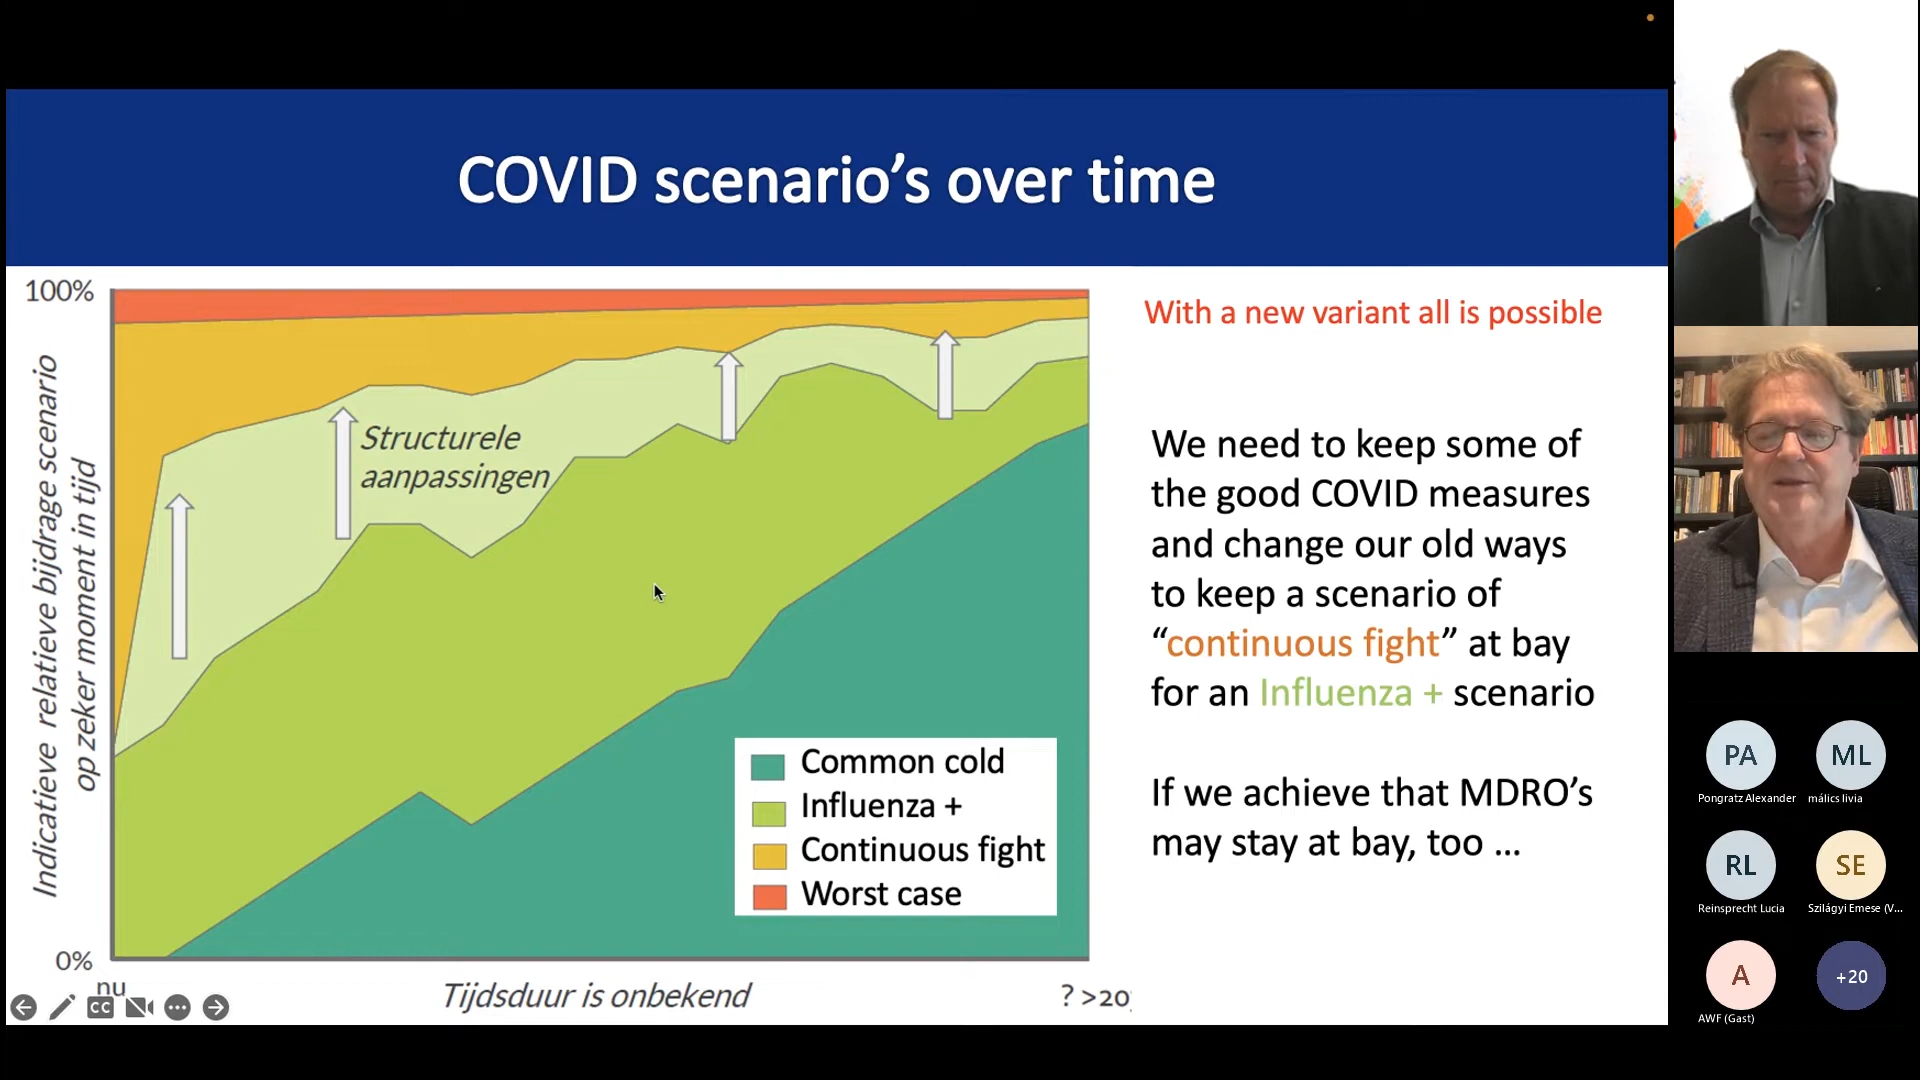 COVID scenario’s over time
100%
Indicatieve relatieve bijdrage scenario
op zeker moment in tijd
0%
nu
Structurele
aanpassingen
Common cold
Influenza +
Continuous fight
Worst case
Tijdsduur is onbekend
? >20
With a new variant all is possible
We need to keep some of
the good COVID measures
and change our old ways
to keep a scenario of
“continuous fight” at bay
for an Influenza + scenario
If we achieve that MDRO’s
may stay at bay, too ...
CC
PA
Pongratz Alexander
ML
málics lívia
RL
Reinsprecht Lucia
SE
Szilágyi Emese (V...
A
AWF (Gast)
+20